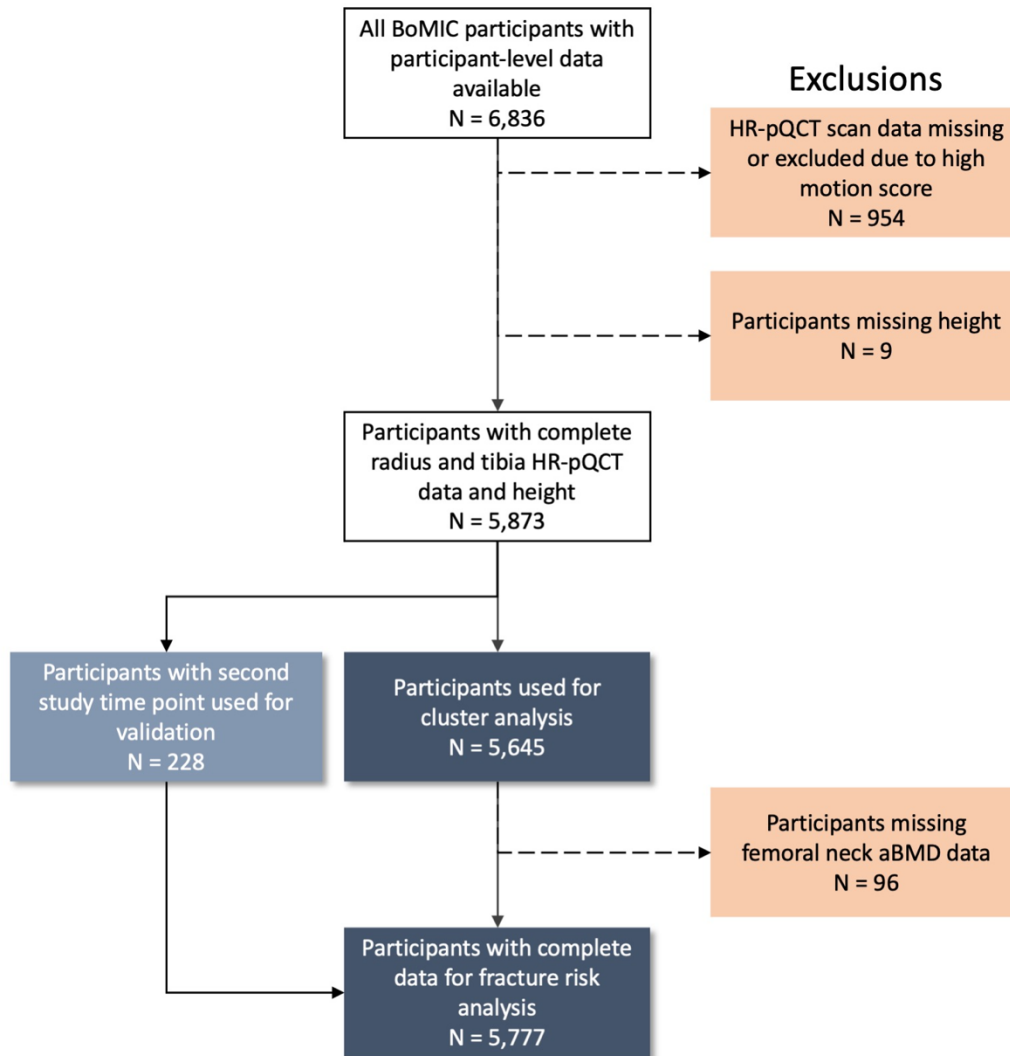 All BoMIC participants with
participant-level data
available
N = 6,836
Exclusions
HR-pQCT scan data missing
or excluded due to high
motion score
N = 954
Participants missing height
N = 9
Participants with complete
radius and tibia HR-pQCT
data and height
N = 5,873
Participants with second
study time point used for
validation
N = 228
Participants used for
cluster analysis
N = 5,645
Participants missing
femoral neck aBMD data
N = 96
Participants with complete
data for fracture risk
analysis
N = 5,777